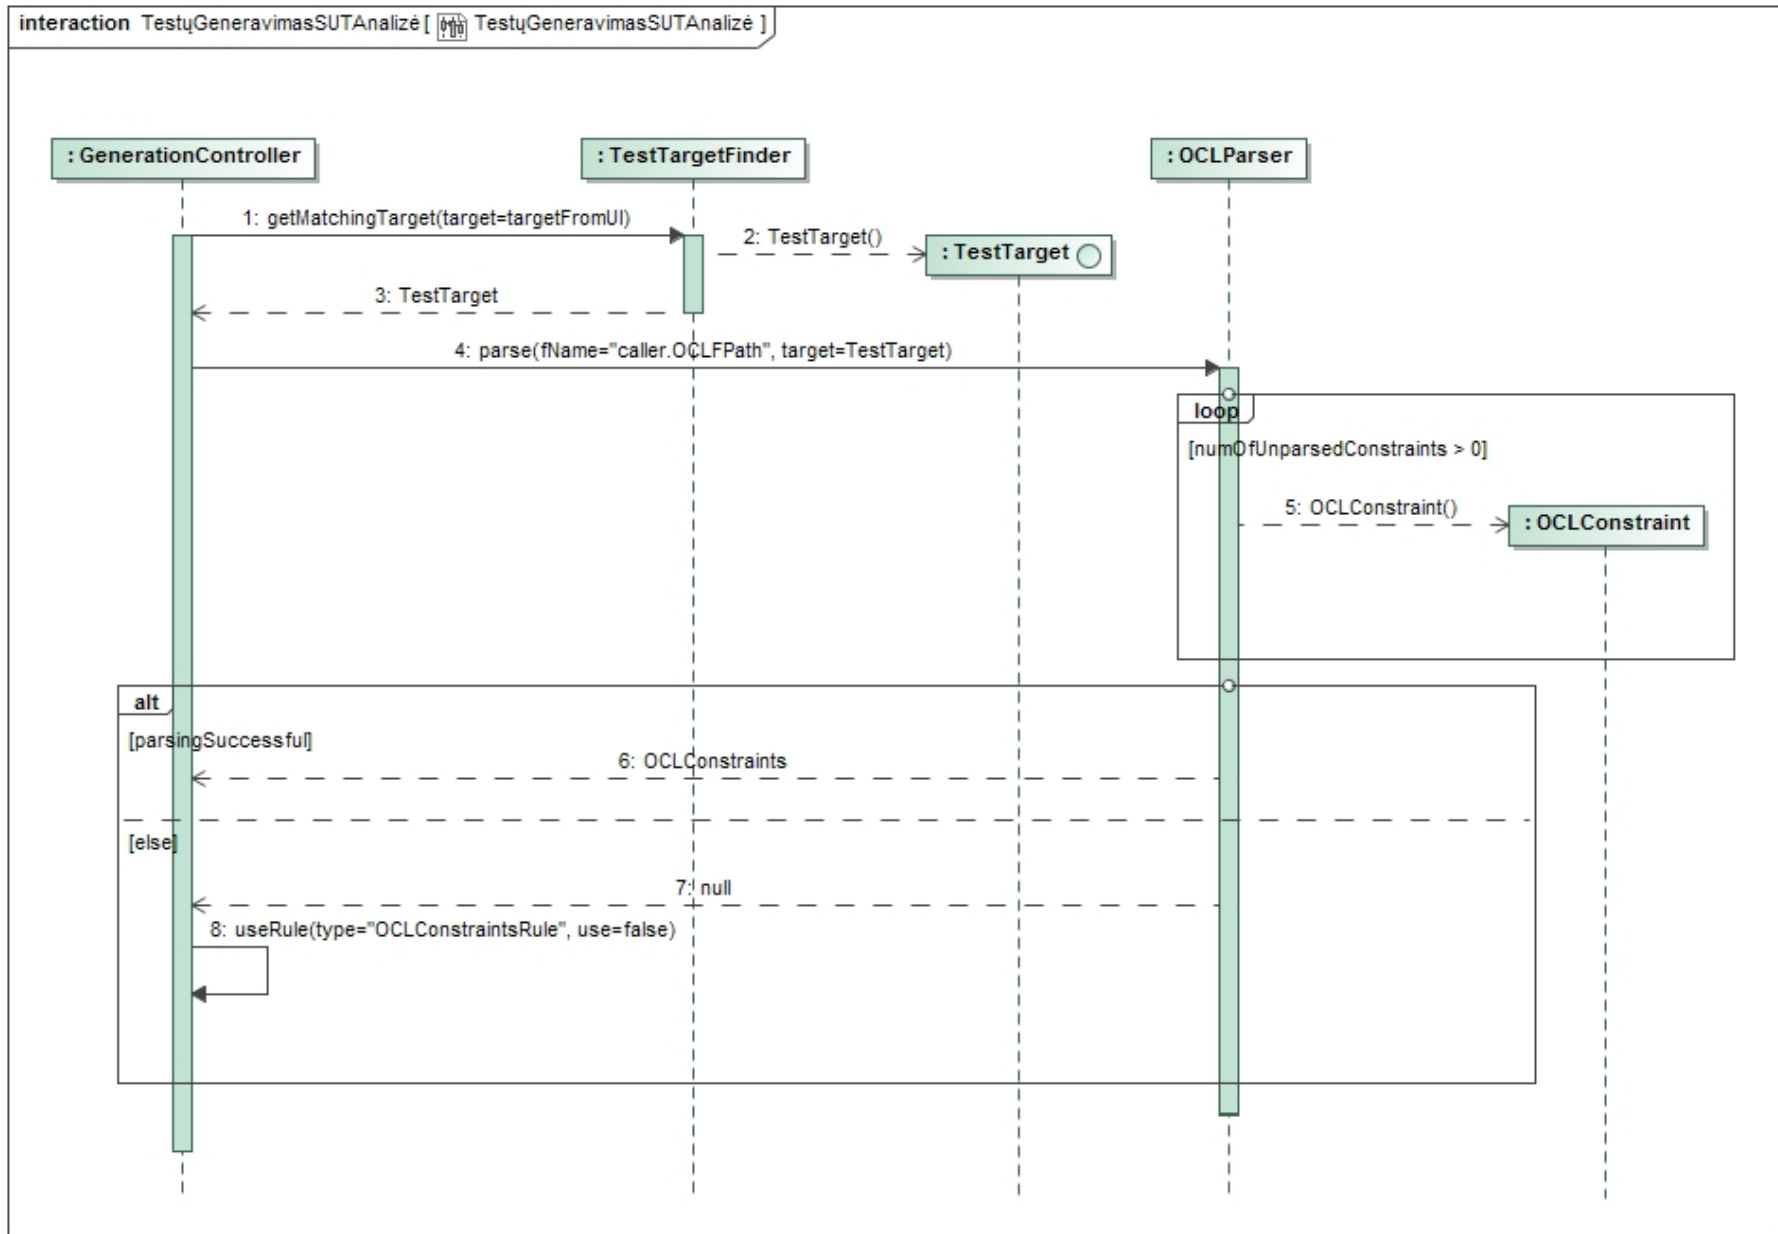 interaction TestųGeneravimasSUTAnalizė [ TestųGeneravimasSUTAnalizė ]
: GenerationController
: TestTargetFinder
: OCLParser
1: getMatchingTarget(target=targetFromUI)
2: TestTarget()
: TestTarget
3: TestTarget
4: parse(fName="caller.OCLFPath", target=TestTarget)
loop
[numOfUnparsedConstraints > 0]
5: OCLConstraint()
: OCLConstraint
alt
[parsingSuccessful]
6: OCLConstraints
[else]
7: null
8: useRule(type="OCLConstraintsRule", use=false)